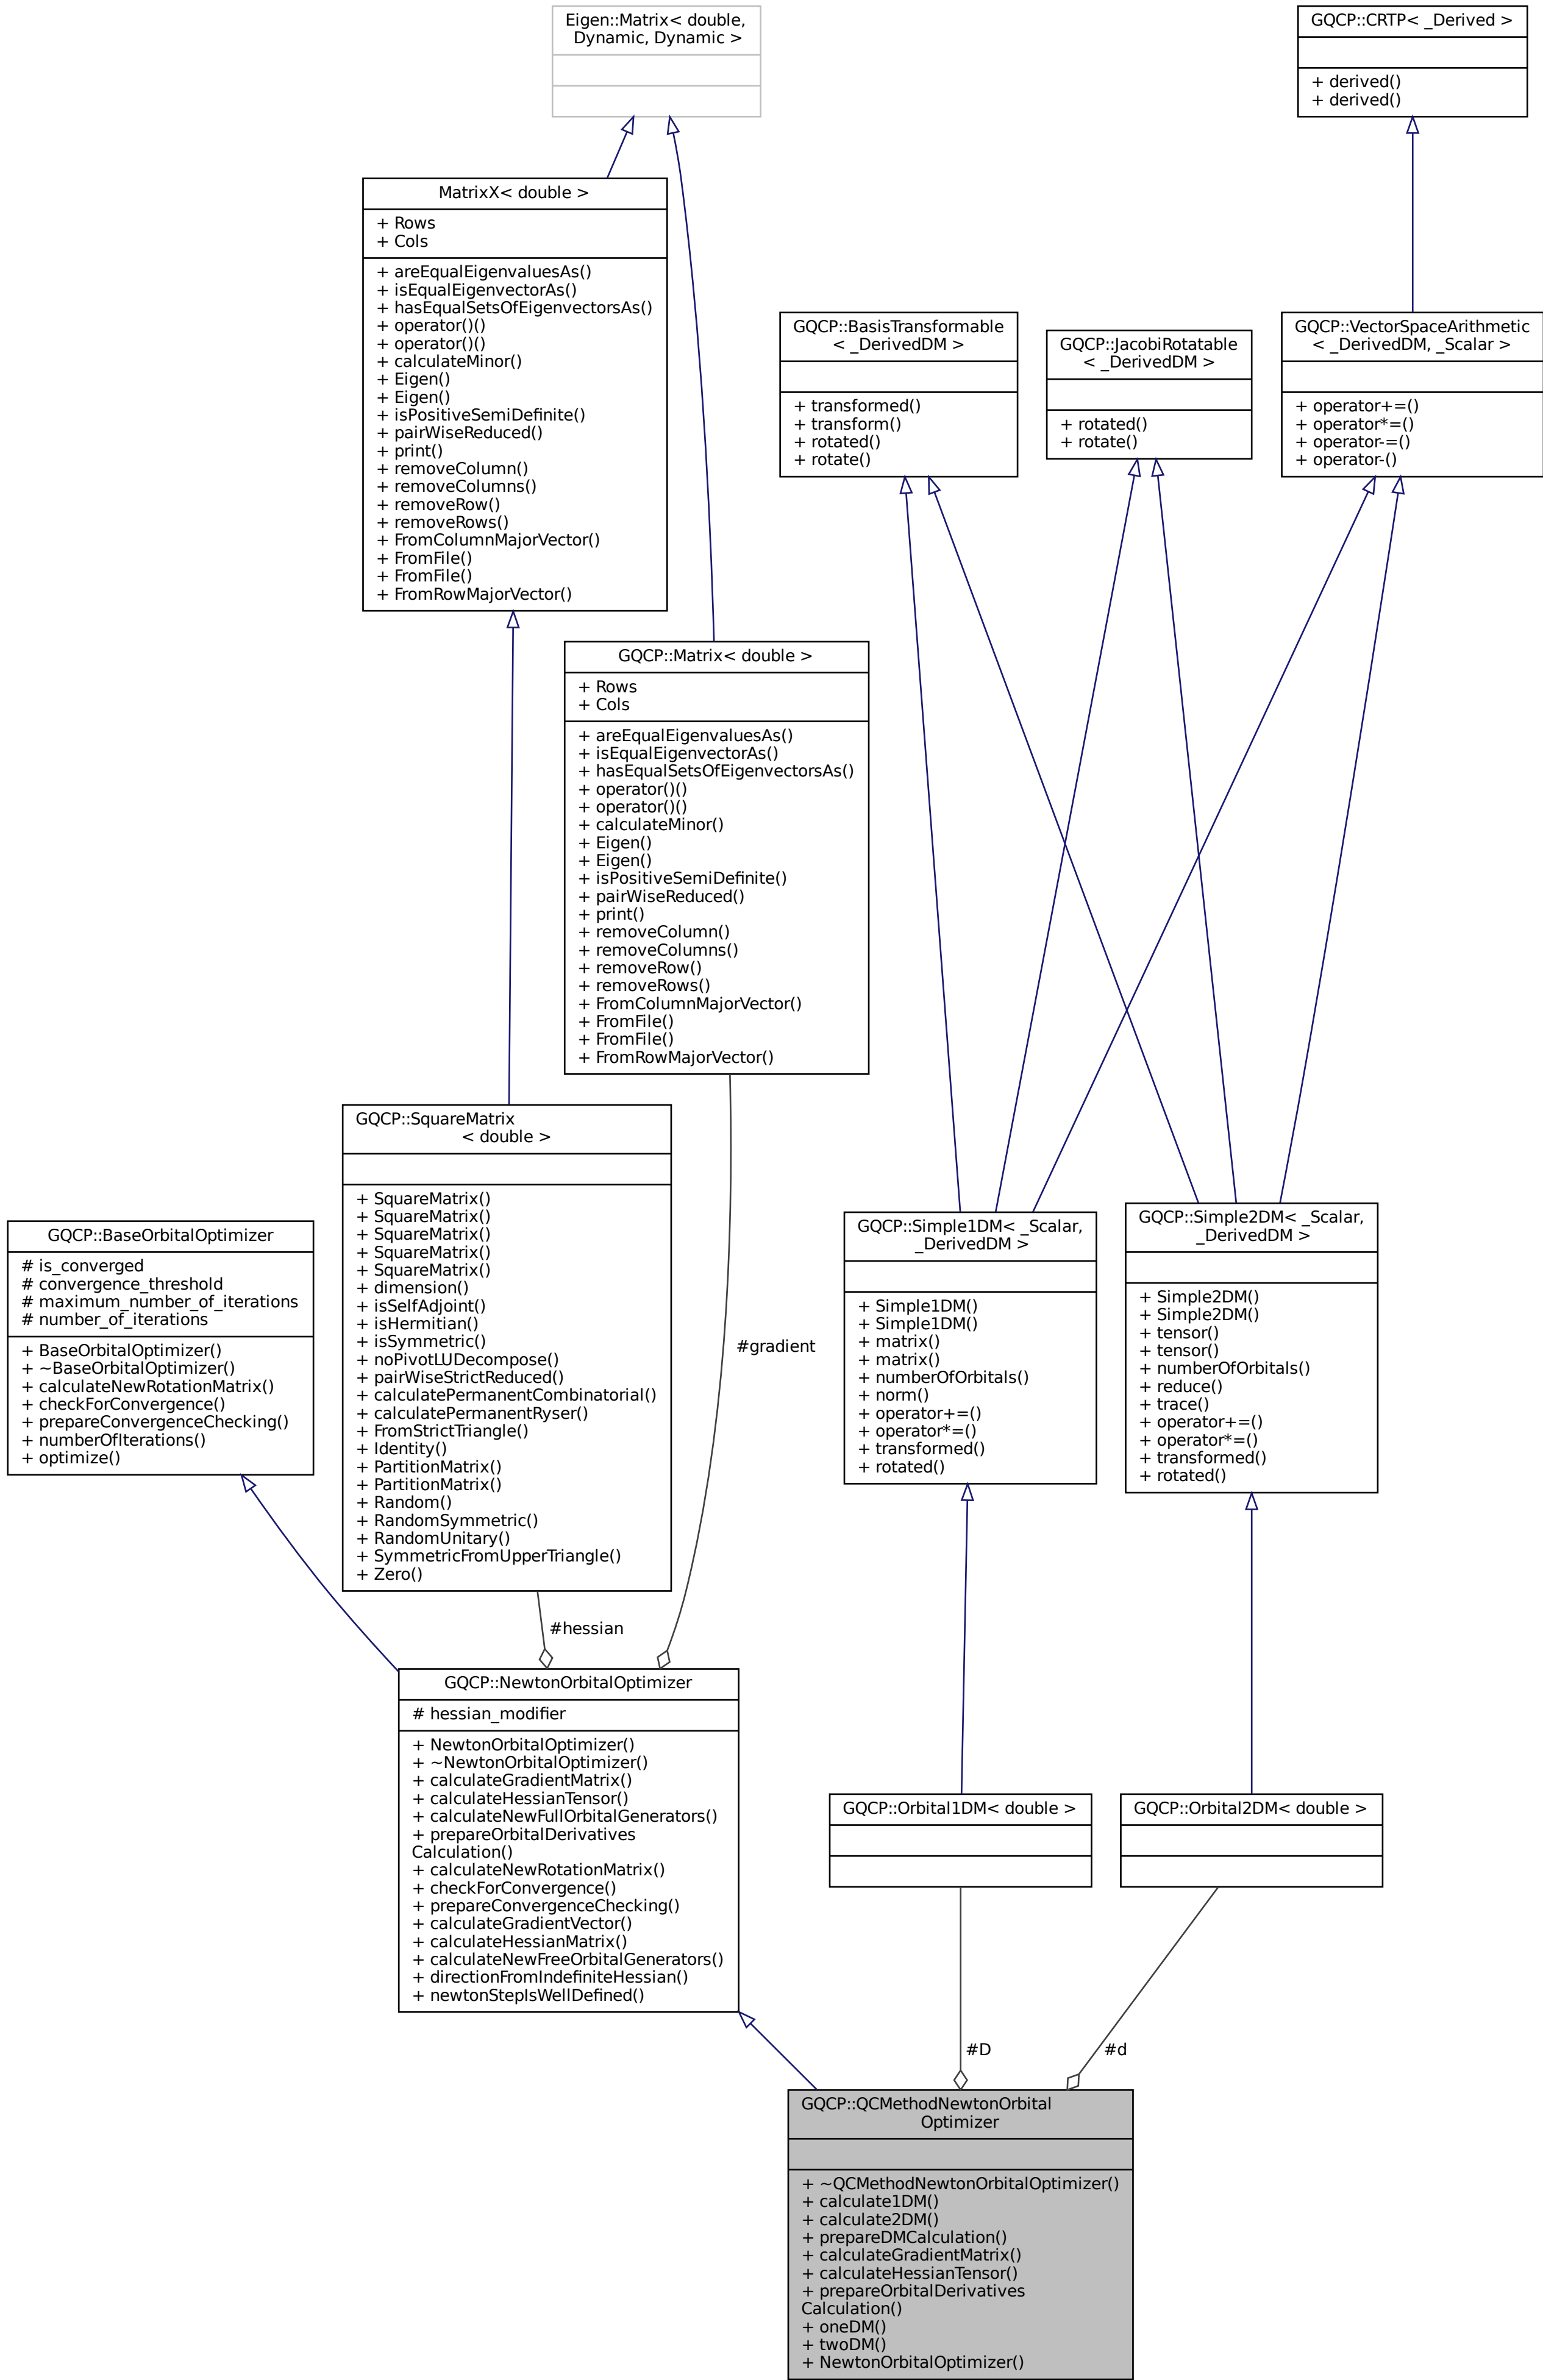 Eigen::Matrix< double,
Dynamic, Dynamic >
GQCP::CRTP< _Derived >
+ derived()
+ derived()
MatrixX< double >
+ Rows
+ Cols
+ areEqualEigenvaluesAs()
+ isEqualEigenvectorAs()
+ hasEqualSetsOfEigenvectorsAs()
+ operator()()
+ operator()()
+ calculateMinor()
+ Eigen()
+ Eigen()
+ isPositiveSemiDefinite()
+ pairWiseReduced()
+ print()
+ removeColumn()
+ removeColumns()
+ removeRow()
+ removeRows()
+ FromColumnMajorVector()
+ FromFile()
+ FromFile()
+ FromRowMajorVector()
GQCP::BasisTransformable
< _DerivedDM >
+ transformed()
+ transform()
+ rotated()
+ rotate()
GQCP::JacobiRotatable
< _DerivedDM >
+ rotated()
+ rotate()
GQCP::VectorSpaceArithmetic
< _DerivedDM, _Scalar >
+ operator+=()
+ operator*=()
+ operator-=()
+ operator-()
GQCP::Matrix< double >
+ Rows
+ Cols
+ areEqualEigenvaluesAs()
+ isEqualEigenvectorAs()
+ hasEqualSetsOfEigenvectorsAs()
+ operator()()
+ operator()()
+ calculateMinor()
+ Eigen()
+ Eigen()
+ isPositiveSemiDefinite()
+ pairWiseReduced()
+ print()
+ removeColumn()
+ removeColumns()
+ removeRow()
+ removeRows()
+ FromColumnMajorVector()
+ FromFile()
+ FromFile()
+ FromRowMajorVector()
GQCP::SquareMatrix
< double >
+ SquareMatrix()
+ SquareMatrix()
+ SquareMatrix()
+ SquareMatrix()
+ SquareMatrix()
+ dimension()
+ isSelfAdjoint()
+ isHermitian()
+ isSymmetric()
+ noPivotLUDecompose()
+ pairWiseStrictReduced()
+ calculatePermanentCombinatorial()
+ calculatePermanentRyser()
+ FromStrictTriangle()
+ Identity()
+ PartitionMatrix()
+ PartitionMatrix()
+ Random()
+ RandomSymmetric()
+ RandomUnitary()
+ SymmetricFromUpperTriangle()
+ Zero()
GQCP::BaseOrbitalOptimizer
# is_converged
# convergence_threshold
# maximum_number_of_iterations
# number_of_iterations
+ BaseOrbitalOptimizer()
+ ~BaseOrbitalOptimizer()
+ calculateNewRotationMatrix()
+ checkForConvergence()
+ prepareConvergenceChecking()
+ numberOfIterations()
+ optimize()
GQCP::Simple1DM< _Scalar,
_DerivedDM >
+ Simple1DM()
+ Simple1DM()
+ matrix()
+ matrix()
+ numberOfOrbitals()
+ norm()
+ operator+=()
+ operator*=()
+ transformed()
+ rotated()
GQCP::Simple2DM< _Scalar,
_DerivedDM >
+ Simple2DM()
+ Simple2DM()
+ tensor()
+ tensor()
+ numberOfOrbitals()
+ reduce()
+ trace()
+ operator+=()
+ operator*=()
+ transformed()
+ rotated()
#gradient
#hessian
GQCP::NewtonOrbitalOptimizer
# hessian_modifier
+ NewtonOrbitalOptimizer()
+ ~NewtonOrbitalOptimizer()
+ calculateGradientMatrix()
+ calculateHessianTensor()
+ calculateNewFullOrbitalGenerators()
+ prepareOrbitalDerivatives
Calculation()
+ calculateNewRotationMatrix()
+ checkForConvergence()
+ prepareConvergenceChecking()
+ calculateGradientVector()
+ calculateHessianMatrix()
+ calculateNewFreeOrbitalGenerators()
+ directionFromIndefiniteHessian()
+ newtonStepIsWellDefined()
GQCP::Orbital1DM< double >
GQCP::Orbital2DM< double >
#D
#d
GQCP::QCMethodNewtonOrbital
Optimizer
+ ~QCMethodNewtonOrbitalOptimizer()
+ calculate1DM()
+ calculate2DM()
+ prepareDMCalculation()
+ calculateGradientMatrix()
+ calculateHessianTensor()
+ prepareOrbitalDerivatives
Calculation()
+ oneDM()
+ twoDM()
+ NewtonOrbitalOptimizer()